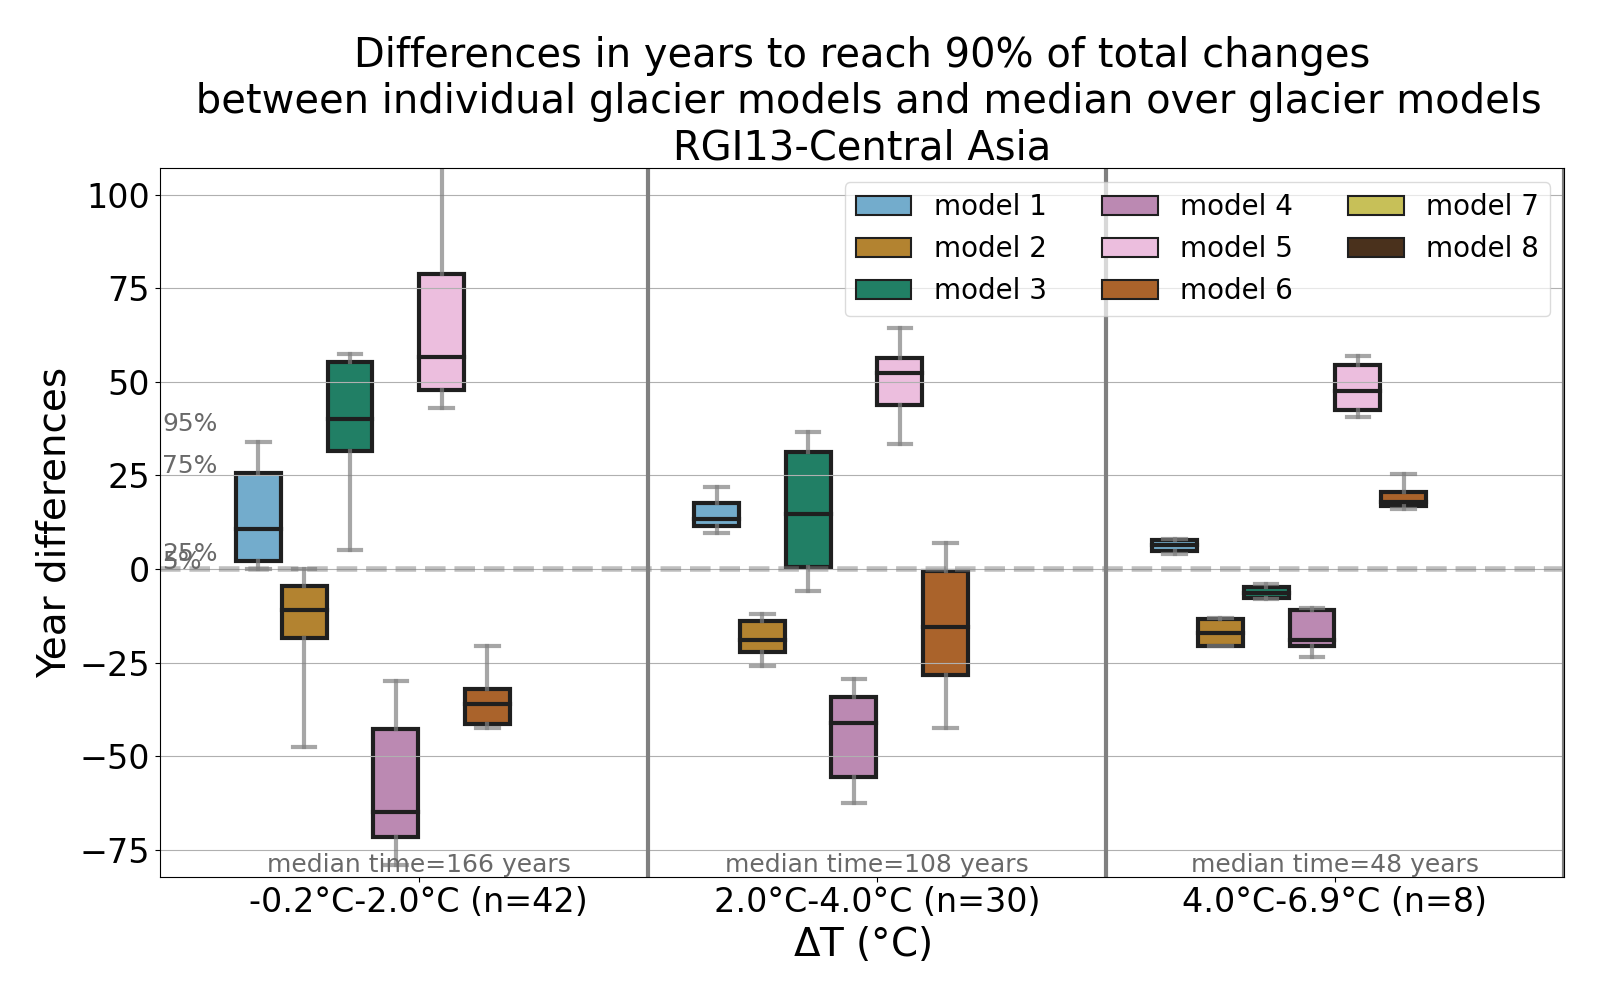 Differences in years to reach 90% of total changes
between individual glacier models and median over glacier models
RGI13-Central Asia
Year differences
100
75
50
25
0
−25
−50
−75
95%
75%
25%
5%
model 1
model 2
model 3
model 4
model 5
model 6
model 7
model 8
median time=166 years
median time=108 years
median time=48 years
-0.2°C-2.0°C (n=42)
2.0°C-4.0°C (n=30)
4.0°C-6.9°C (n=8)
ΔT (°C)